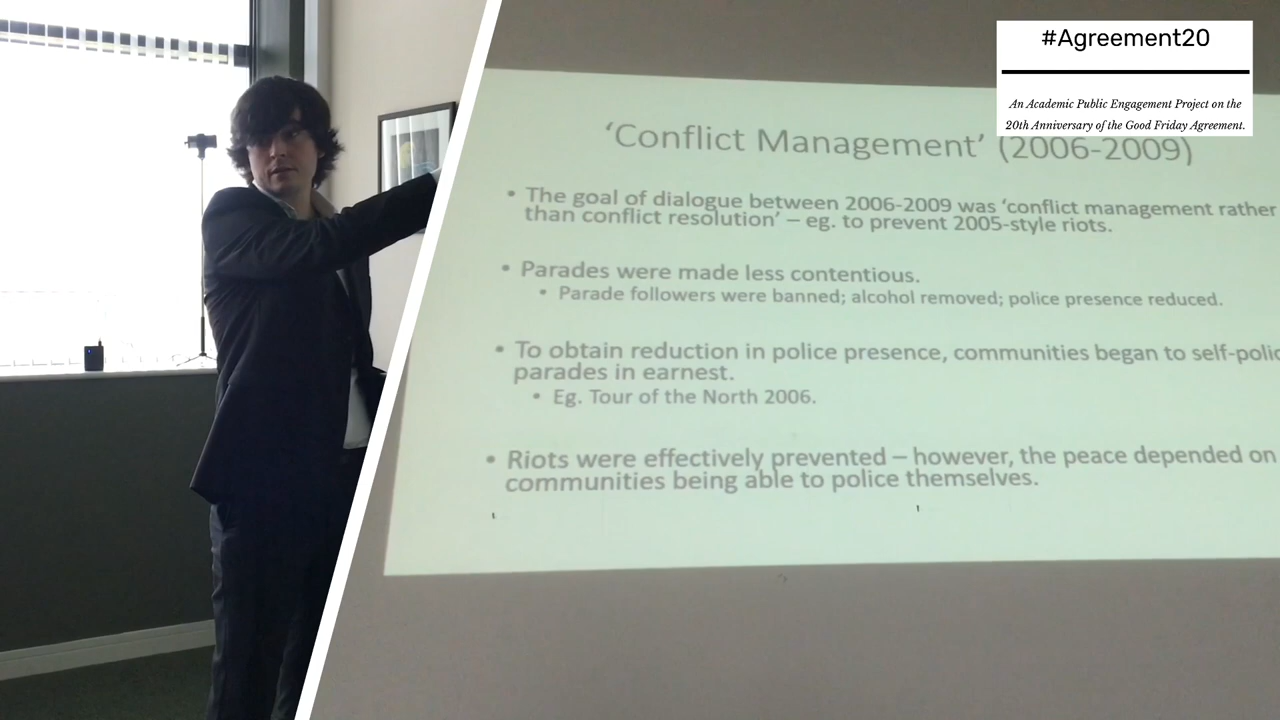 #Agreement20
An Academic Public Engagement Project on the
20th Anniversary of the Good Friday Agreement.
‘Conflict Management’ (2006-2009)
• The goal of dialogue between 2006-2009 was ‘conflict management rather
than conflict resolution’ – eg. to prevent 2005-style riots.
• Parades were made less contentious.
• Parade followers were banned; alcohol removed; police presence reduced.
• To obtain reduction in police presence, communities began to
parades in earnest.
• Eg. Tour of the North 2006.
• Riots were effectively prevented – however, the peace depended on
communities being able to police themselves.